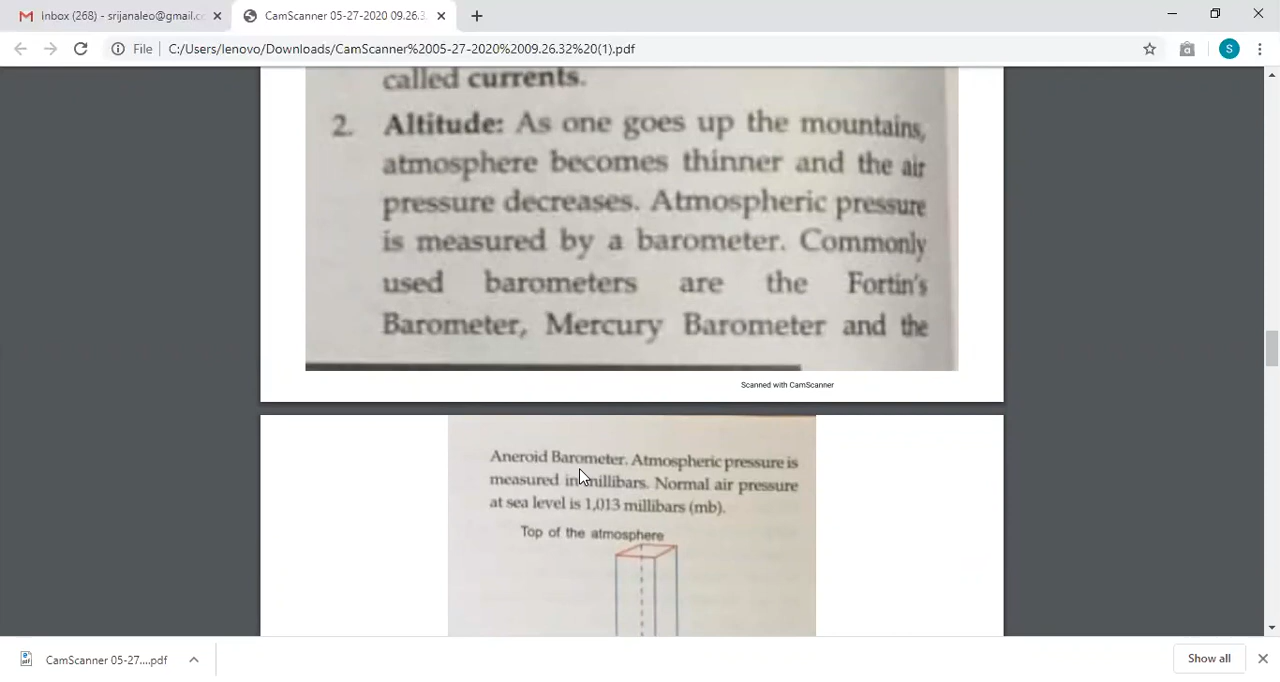 Inbox (268) - srijanaleo@gmail.co
CamScanner 05-27-2020 09.26.3
File
C:/Users/lenovo/Downloads/CamScanner%2005-27-2020%2009.26.32%20(1).pdf
S
called currents.
2. Altitude: As one goes up the mountains,
atmosphere becomes thinner and the air
pressure decreases. Atmospheric pressure
is measured by a barometer. Commonly
used barometers are the Fortin's
Barometer, Mercury Barometer and the
Scanned with CamScanner
Aneroid Barometer. Atmospheric pressure is
measured in millibars. Normal air pressure
at sea level is 1,013 millibars (mb).
Top of the atmosphere
CamScanner 05-27....pdf
Show all